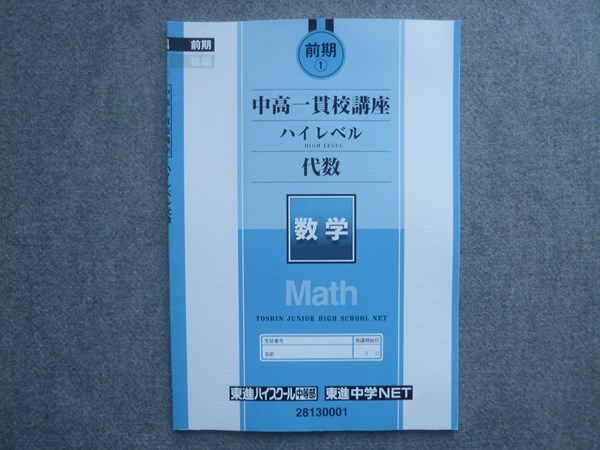 前期
後期
前期
①
中高一貫校講座
ハイレベル
HIGH LEVEL
代数
数学
Math
TOSHIN JUNIOR HIGH SCHOOL NET
生徒番号
受講開始日
名前
月 日
東進ハイスクール中等部 東進中学NET
28130001